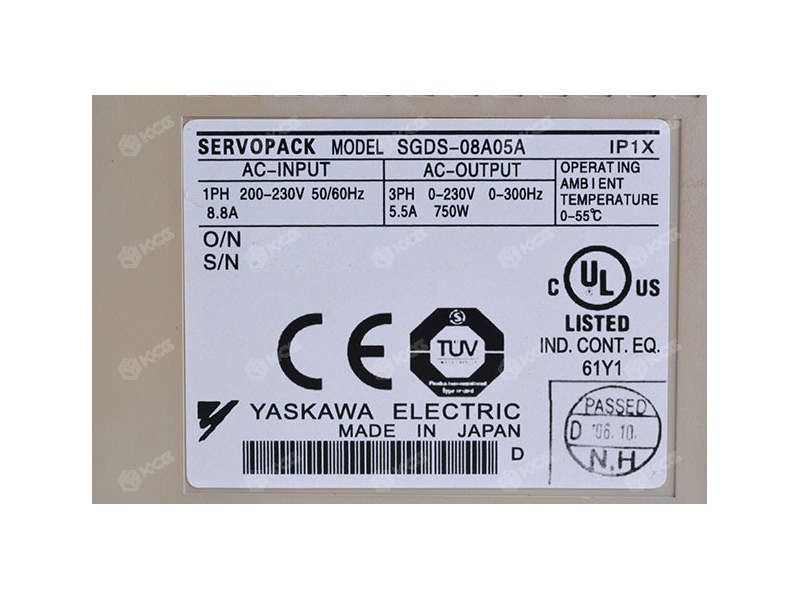 SERVOPACK MODEL SGDS-08A05A IP1X
AC-INPUT AC-OUTPUT OPERATING
AMBIENT
TEMPERATURE
0-55℃
1PH 200-230V 50/60Hz
8.8A
3PH 0-230V 0-300Hz
5.5A 750W
O/N
S/N
C UL US
LISTED
IND. CONT. EQ.
61Y1
CE
TÜV
YASKAWA ELECTRIC
MADE IN JAPAN
D
PASSED
D '06.10.
N.H
KCG